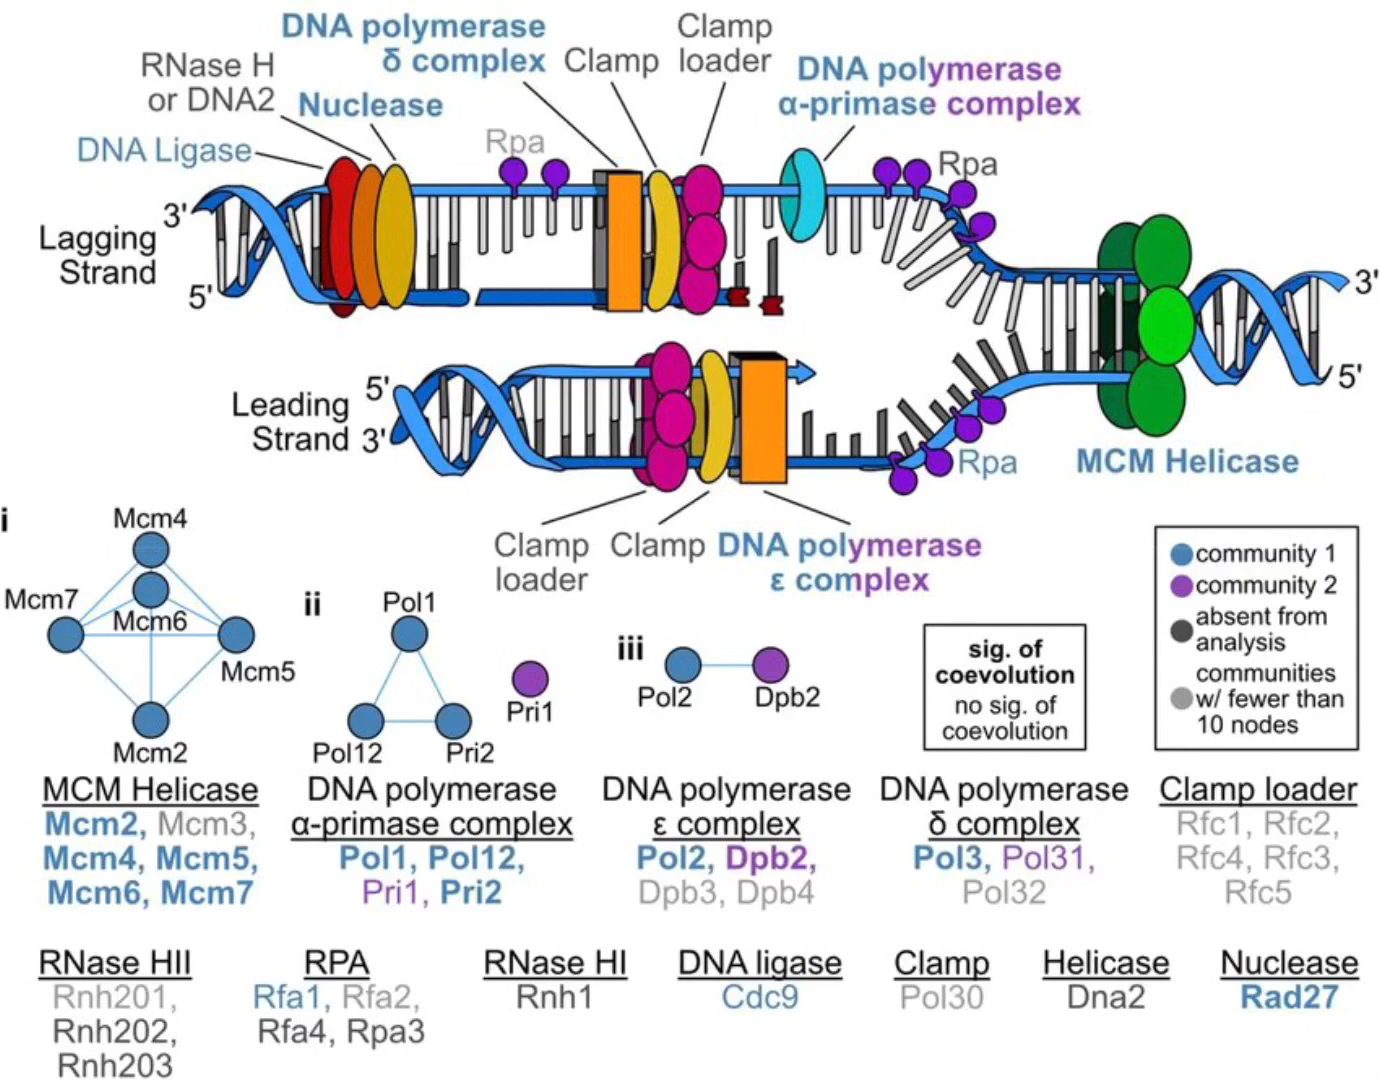 DNA polymerase
δ complex
Clamp
Clamp
loader
RNase H
or DNA2
Nuclease
DNA polymerase
α-primase complex
DNA Ligase
Rpa
Rpa
3'
Lagging
Strand
5'
3'
5'
5'
Leading
Strand
3'
Rpa
MCM Helicase
Clamp
loader
Clamp
DNA polymerase
ε complex
i
Mcm4
Mcm7
Mcm6
Mcm5
Mcm2
ii
Pol1
Pol12
Pri2
Pri1
iii
Pol2
Dpb2
sig. of
coevolution
no sig. of
coevolution
community 1
community 2
absent from
analysis
communities
w/ fewer than
10 nodes
MCM Helicase
Mcm2, Mcm3,
Mcm4, Mcm5,
Mcm6, Mcm7
DNA polymerase
α-primase complex
Pol1, Pol12,
Pri1, Pri2
DNA polymerase
ε complex
Pol2, Dpb2,
Dpb3, Dpb4
DNA polymerase
δ complex
Pol3, Pol31,
Pol32
Clamp loader
Rfc1, Rfc2,
Rfc4, Rfc3,
Rfc5
RNase HII
Rnh201,
Rnh202,
Rnh203
RPA
Rfa1, Rfa2,
Rfa4, Rpa3
RNase HI
Rnh1
DNA ligase
Cdc9
Clamp
Pol30
Helicase
Dna2
Nuclease
Rad27